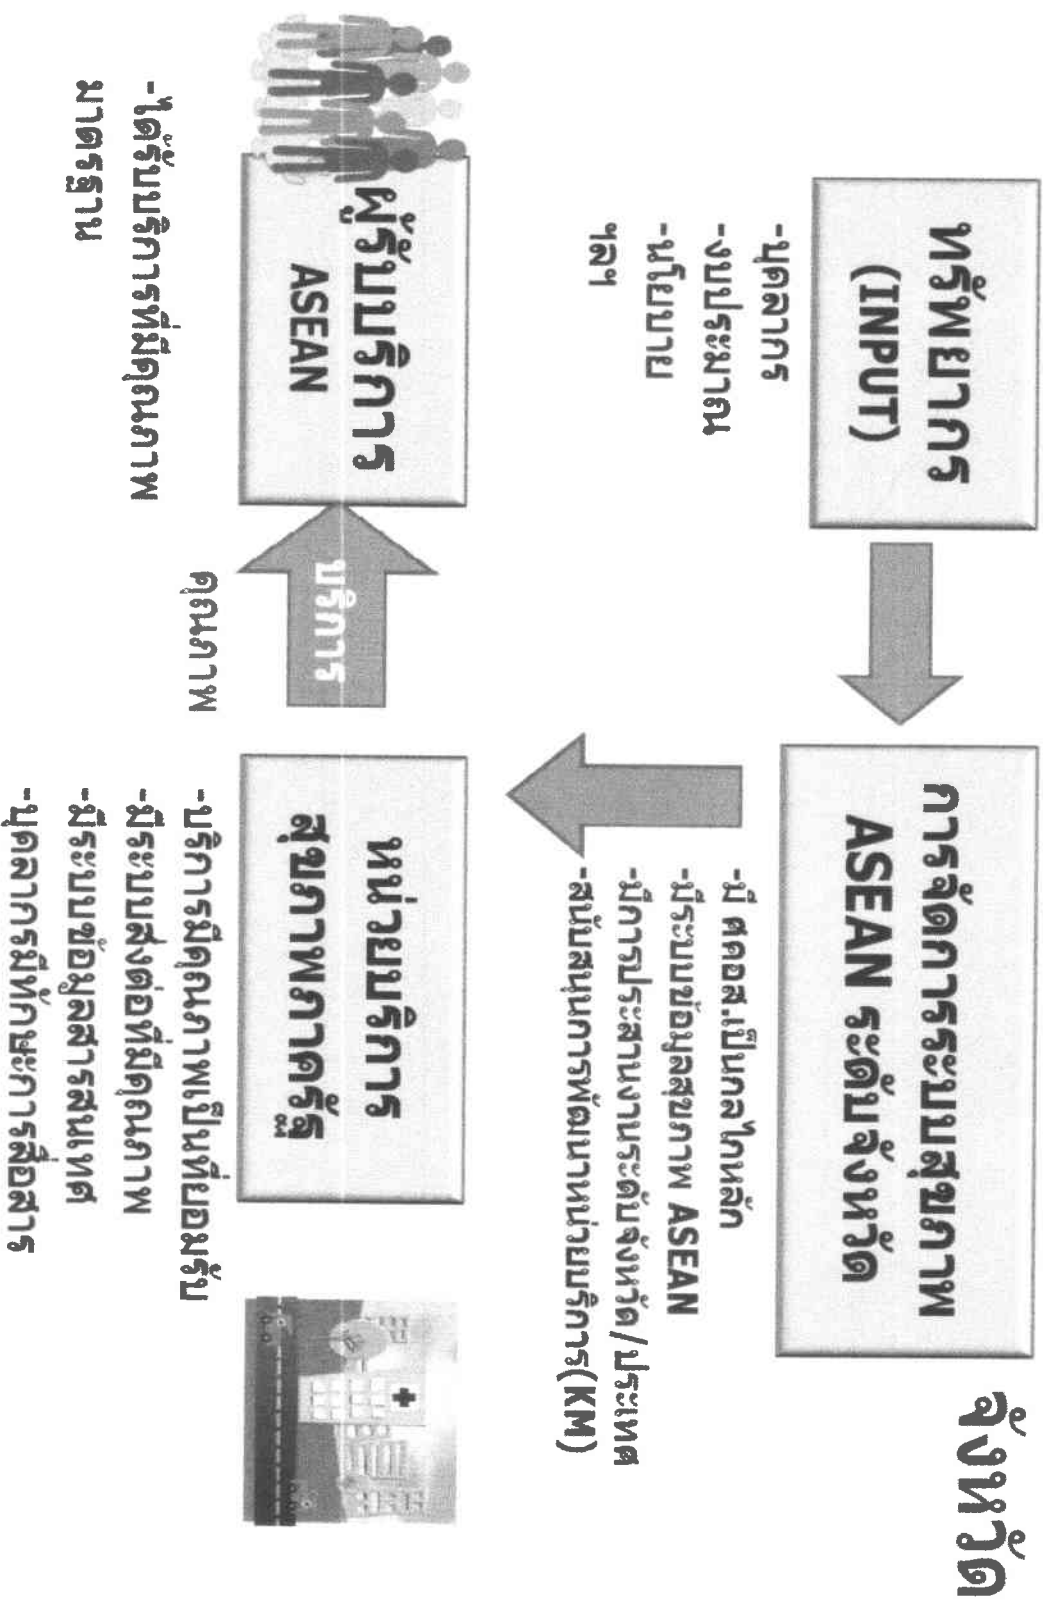 จังหวัด
ทรัพยากร
(INPUT)
-บุคลากร
-งบประมาณ
-นโยบาย
ฯลฯ
การจัดการระบบสุขภาพ
ASEAN ระดับจังหวัด
-มี ศคอส.เป็นกลไกหลัก
-มีระบบข้อมูลสุขภาพ ASEAN
-มีการประสานงานระดับจังหวัด/ประเทศ
-สนับสนุนการพัฒนาหน่วยบริการ(KM)
ผู้รับบริการ
ASEAN
-ได้รับบริการที่มีคุณภาพ
มาตรฐาน
บริการ
คุณภาพ
หน่วยบริการ
สุขภาพภาครัฐ
-บริการมีคุณภาพเป็นที่ยอมรับ
-มีระบบส่งต่อที่มีคุณภาพ
-มีระบบข้อมูลสารสนเทศ
-บุคลากรมีทักษะการสื่อสาร